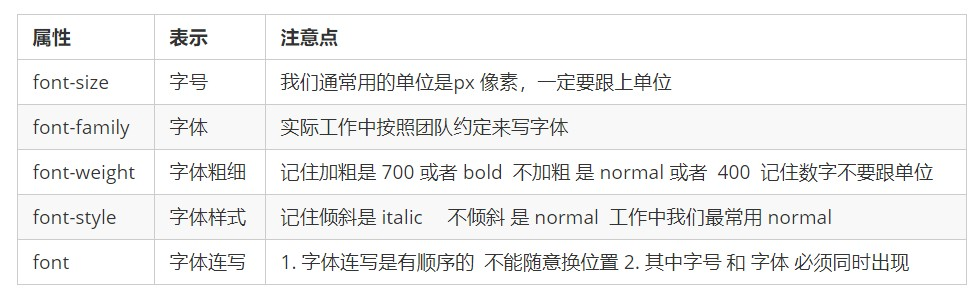 属性 表示 注意点
font-size 字号 我们通常用的单位是px 像素，一定要跟上单位
font-family 字体 实际工作中按照团队约定来写字体
font-weight 字体粗细 记住加粗是 700 或者 bold 不加粗 是 normal 或者 400 记住数字不要跟单位
font-style 字体样式 记住倾斜是 italic 不倾斜 是 normal 工作中我们最常用 normal
font 字体连写 1. 字体连写是有顺序的 不能随意换位置 2. 其中字号 和 字体 必须同时出现